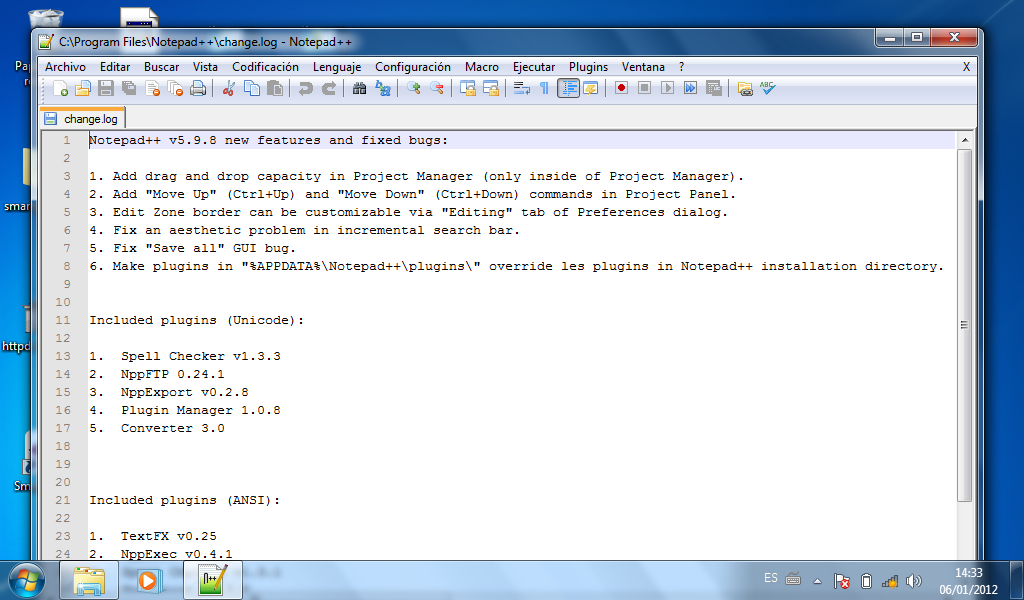 C:\Program Files\Notepad++\change.log - Notepad++
Archivo Editar Buscar Vista Codificación Lenguaje Configuración Macro Ejecutar Plugins Ventana ? X
change.log
1 Notepad++ v5.9.8 new features and fixed bugs:
2
3 1. Add drag and drop capacity in Project Manager (only inside of Project Manager).
4 2. Add "Move Up" (Ctrl+Up) and "Move Down" (Ctrl+Down) commands in Project Panel.
5 3. Edit Zone border can be customizable via "Editing" tab of Preferences dialog.
6 4. Fix an aesthetic problem in incremental search bar.
7 5. Fix "Save all" GUI bug.
8 6. Make plugins in "%APPDATA%\Notepad++\plugins\" override les plugins in Notepad++ installation directory.
9
10
11 Included plugins (Unicode):
12
13 1. Spell Checker v1.3.3
14 2. NppFTP 0.24.1
15 3. NppExport v0.2.8
16 4. Plugin Manager 1.0.8
17 5. Converter 3.0
18
19
20
21 Included plugins (ANSI):
22
23 1. TextFX v0.25
24 2. NppExec v0.4.1
ES
14:33
06/01/2012